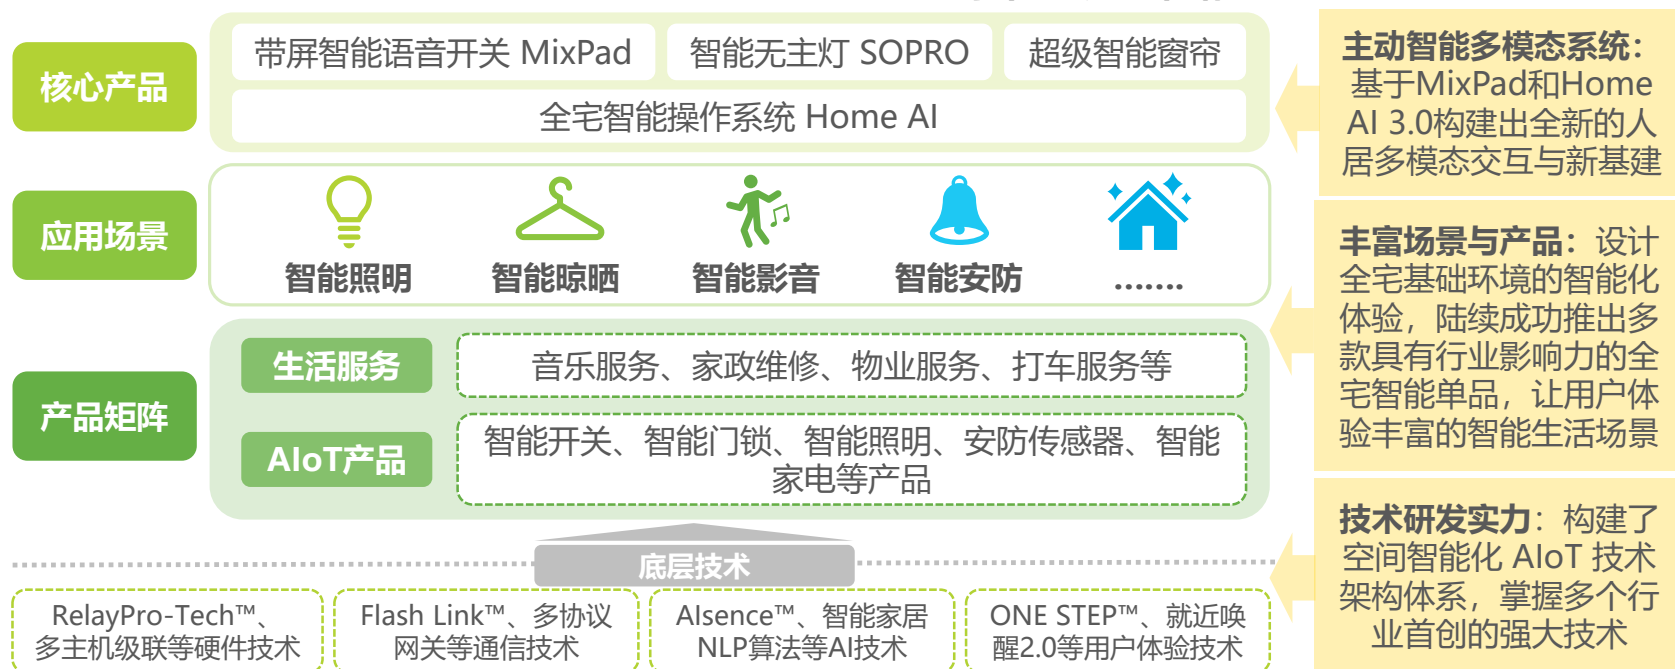 核心产品
带屏智能语音开关 MixPad
智能无主灯 SOPRO
超级智能窗帘
全宅智能操作系统 Home AI
主动智能多模态系统：
基于MixPad和Home
AI 3.0构建出全新的人
居多模态交互与新基建
应用场景
智能照明
智能晾晒
智能影音
智能安防
.......
丰富场景与产品：设计
全宅基础环境的智能化
体验，陆续成功推出多
款具有行业影响力的全
宅智能单品，让用户体
验丰富的智能生活场景
产品矩阵
生活服务
音乐服务、家政维修、物业服务、打车服务等
AIoT产品
智能开关、智能门锁、智能照明、安防传感器、智能
家电等产品
底层技术
RelayPro-Tech™、
多主机级联等硬件技术
Flash Link™、多协议
网关等通信技术
AIsence™、智能家居
NLP算法等AI技术
ONE STEP™、就近唤
醒2.0等用户体验技术
技术研发实力：构建了
空间智能化 AIoT 技术
架构体系，掌握多个行
业首创的强大技术